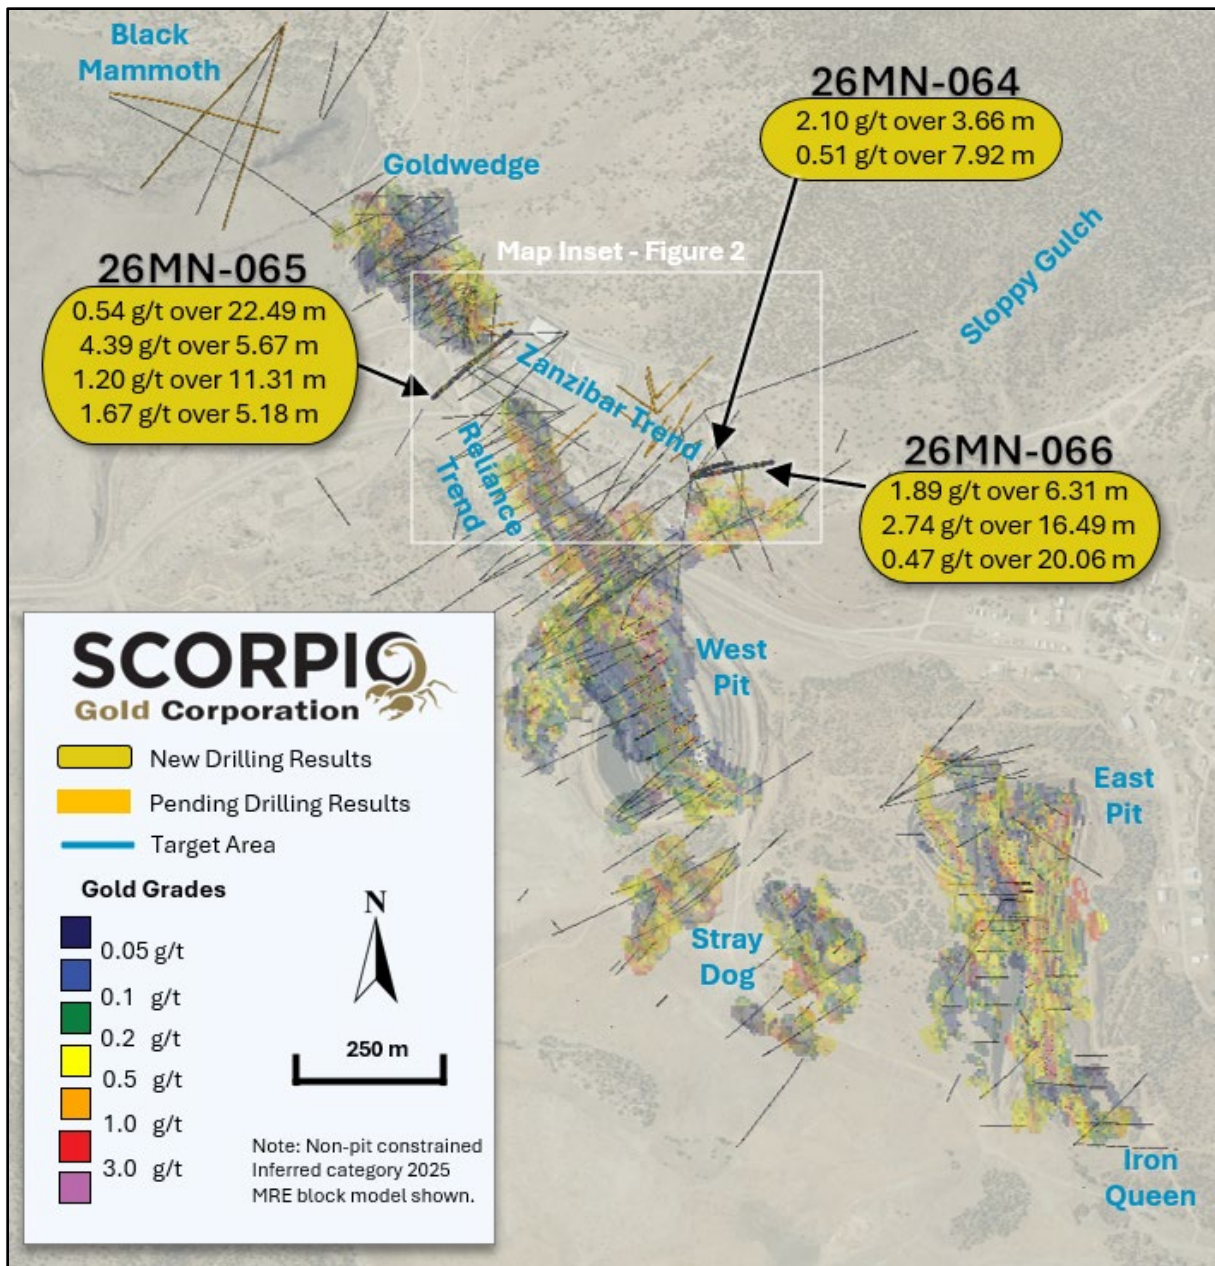 Black
Mammoth
26MN-064
2.10 g/t over 3.66 m
0.51 g/t over 7.92 m
Goldwedge
Map Inset - Figure 2
Sloppy Gulch
26MN-065
0.54 g/t over 22.49 m
4.39 g/t over 5.67 m
1.20 g/t over 11.31 m
1.67 g/t over 5.18 m
Zanzibar Trend
Reliance
Trend
26MN-066
1.89 g/t over 6.31 m
2.74 g/t over 16.49 m
0.47 g/t over 20.06 m
West
Pit
East
Pit
Stray
Dog
Iron
Queen
SCORPIO
Gold Corporation
New Drilling Results
Pending Drilling Results
Target Area
Gold Grades
0.05 g/t
0.1 g/t
0.2 g/t
0.5 g/t
1.0 g/t
3.0 g/t
N
250 m
Note: Non-pit constrained
Inferred category 2025
MRE block model shown.